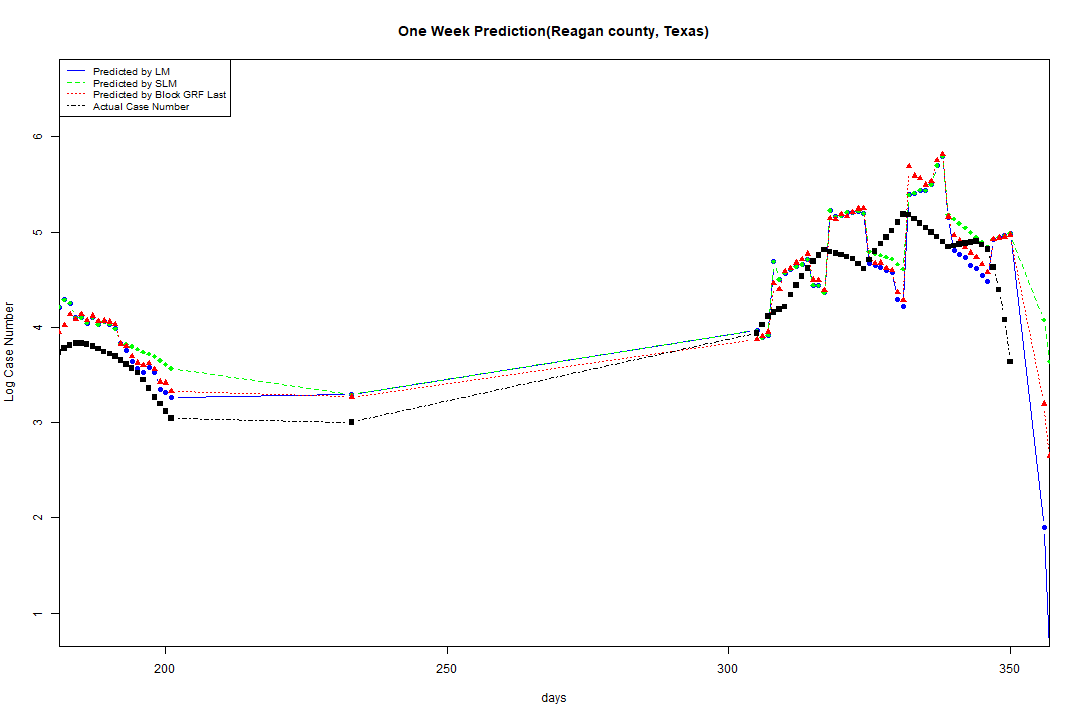 One Week Prediction(Reagan county, Texas)
Predicted by LM
Predicted by SLM
Predicted by Block GRF Last
Actual Case Number
6
5
4
3
2
1
Log Case Number
200 250 300 350
days